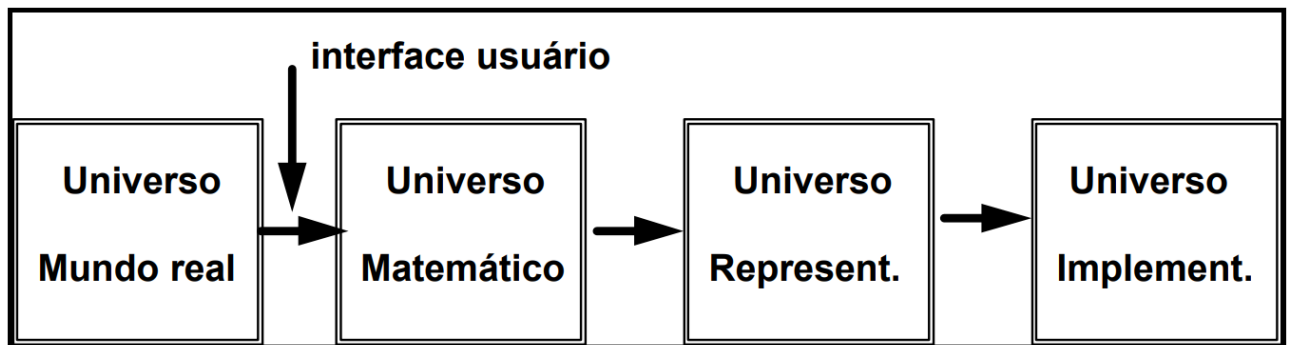 interface usuário
Universo
Mundo real
Universo
Matemático
Universo
Represent.
Universo
Implement.